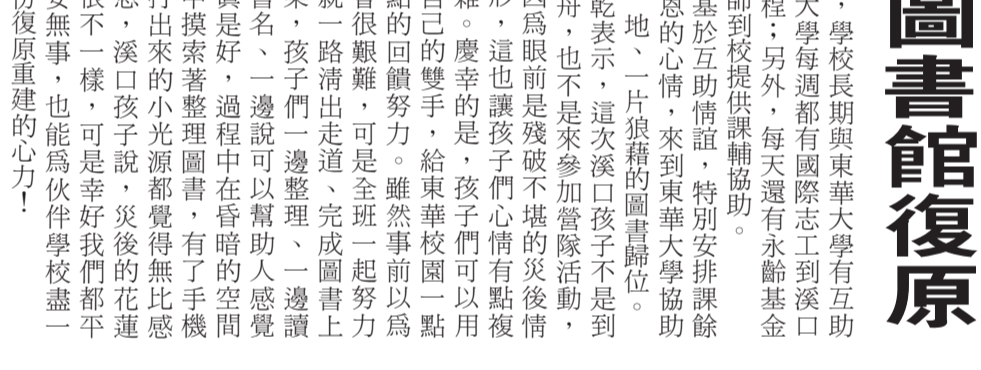 圖書館復原
，學校長期與東華大學有互助
大學每週都有國際志工到溪口
程；另外，每天還有永齡基金
師到校提供課輔協助。
基於互助情誼，特別安排課餘
恩的心情，來到東華大學協助
地、一片狼藉的圖書歸位。
乾表示，這次溪口孩子不是到
舟，也不是來參加營隊活動，
因為眼前是殘破不堪的災後情
形，這也讓孩子們心情有點複
雜。慶幸的是，孩子們可以用
自己的雙手，給東華校園一點
點的回饋努力。雖然事前以為
會很艱難，可是全班一起努力
就一路清出走道、完成圖書上
架，孩子們一邊整理、一邊讀
書名、一邊說可以幫助人感覺
真是好，過程中在昏暗的空間
中摸索著整理圖書，有了手機
打出來的小光源都覺得無比感
恩，溪口孩子說，災後的花蓮
很不一樣，可是幸好我們都平
安無事，也能為伙伴學校盡一
份復原重建的心力！